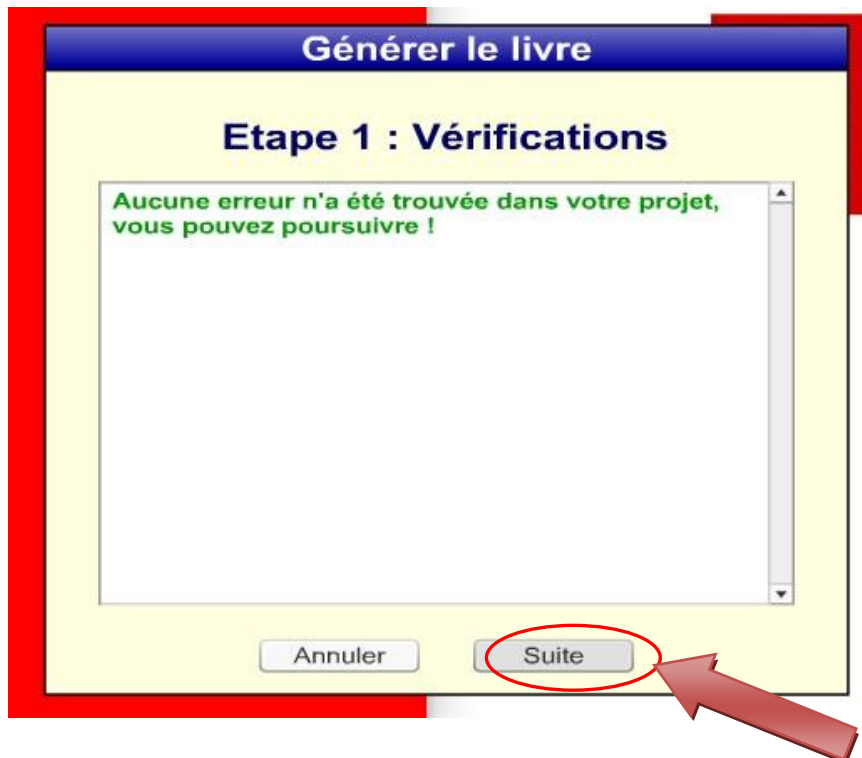 Générer le livre
Etape 1 : Vérifications
Aucune erreur n'a été trouvée dans votre projet,
vous pouvez poursuivre !
Annuler
Suite